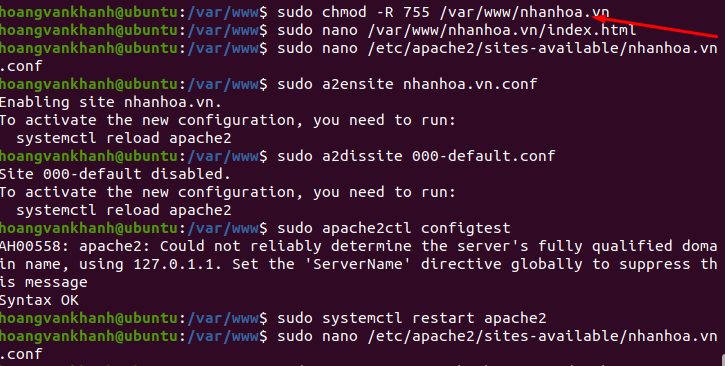 hoangvankhanh@ubuntu:/var/www$ sudo chmod -R 755 /var/www/nhanhoa.vn
hoangvankhanh@ubuntu:/var/www$ sudo nano /var/www/nhanhoa.vn/index.html
hoangvankhanh@ubuntu:/var/www$ sudo nano /etc/apache2/sites-available/nhanhoa.vn
.conf
hoangvankhanh@ubuntu:/var/www$ sudo a2ensite nhanhoa.vn.conf
Enabling site nhanhoa.vn.
To activate the new configuration, you need to run:
  systemctl reload apache2
hoangvankhanh@ubuntu:/var/www$ sudo a2dissite 000-default.conf
Site 000-default disabled.
To activate the new configuration, you need to run:
  systemctl reload apache2
hoangvankhanh@ubuntu:/var/www$ sudo apache2ctl configtest
AH00558: apache2: Could not reliably determine the server's fully qualified doma
in name, using 127.0.1.1. Set the 'ServerName' directive globally to suppress th
is message
Syntax OK
hoangvankhanh@ubuntu:/var/www$ sudo systemctl restart apache2
hoangvankhanh@ubuntu:/var/www$ sudo nano /etc/apache2/sites-available/nhanhoa.vn
.conf